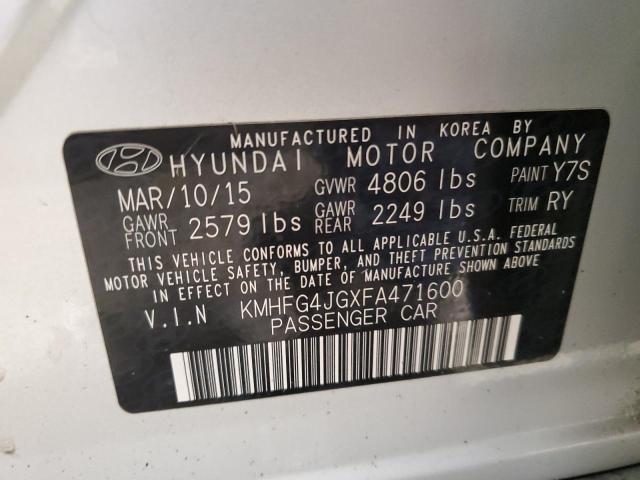 MANUFACTURED IN KOREA BY
HYUNDAI MOTOR COMPANY
MAR/10/15 GVWR 4806 lbs PAINT Y7S
GAWR FRONT 2579 lbs GAWR REAR 2249 lbs TRIM RY
THIS VEHICLE CONFORMS TO ALL APPLICABLE U.S.A. FEDERAL
MOTOR VEHICLE SAFETY, BUMPER, AND THEFT PREVENTION STANDARDS
IN EFFECT ON THE DATE OF MANUFACTURE SHOWN ABOVE
V.I.N KMHFG4JGXFA471600
PASSENGER CAR